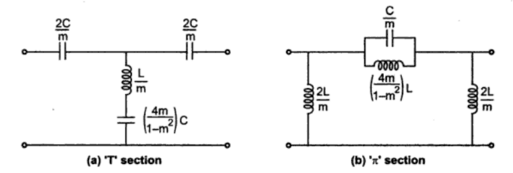 2C/m
2C/m
L/m
(4m/1–m²)C
(a) 'T' section
C/m
(4m/1–m²)L
2L/m
2L/m
(b) 'π' section